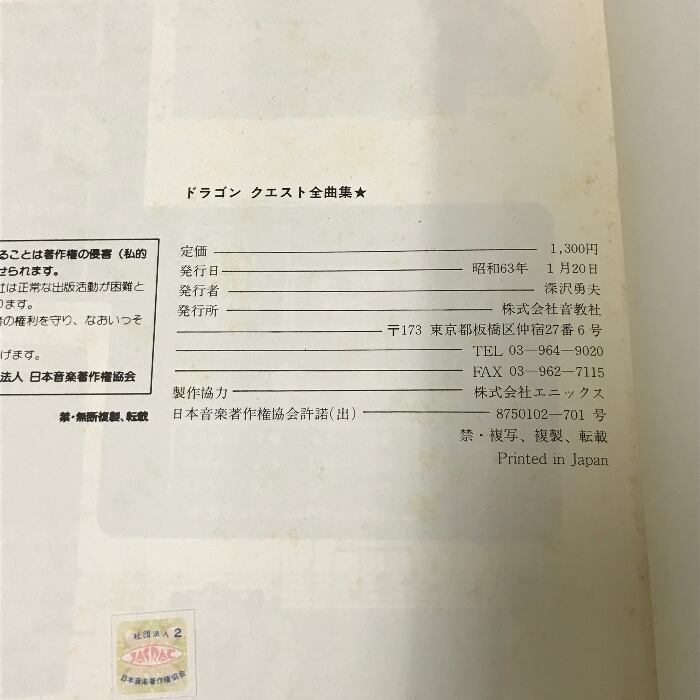 ドラゴン クエスト全曲集★
定価 1,300円
発行日 昭和63年 1月20日
発行者 深沢勇夫
発行所 株式会社音教社
〒173 東京都板橋区仲宿27番6号
TEL 03―964―9020
FAX 03―962―7115
製作協力 株式会社エニックス
日本音楽著作権協会許諾(出) 8750102―701 号
禁・複写、複製、転載
Printed in Japan
ることは著作権の侵害（私的
せられます。
は正常な出版活動が困難と
ります。
の権利を守り、なおいっそ
げます。
法人 日本音楽著作権協会
禁・無断複製、転載
社団法人 2
JASRAC
日本音楽著作権協会